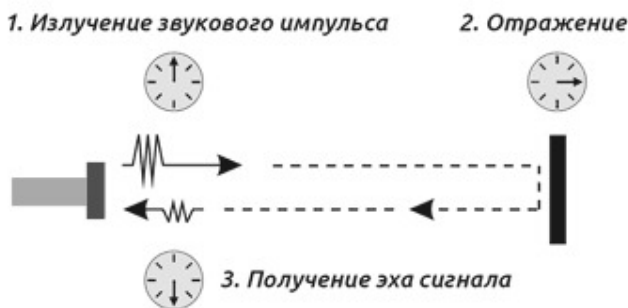 1. Излучение звукового импульса
2. Отражение
3. Получение эха сигнала